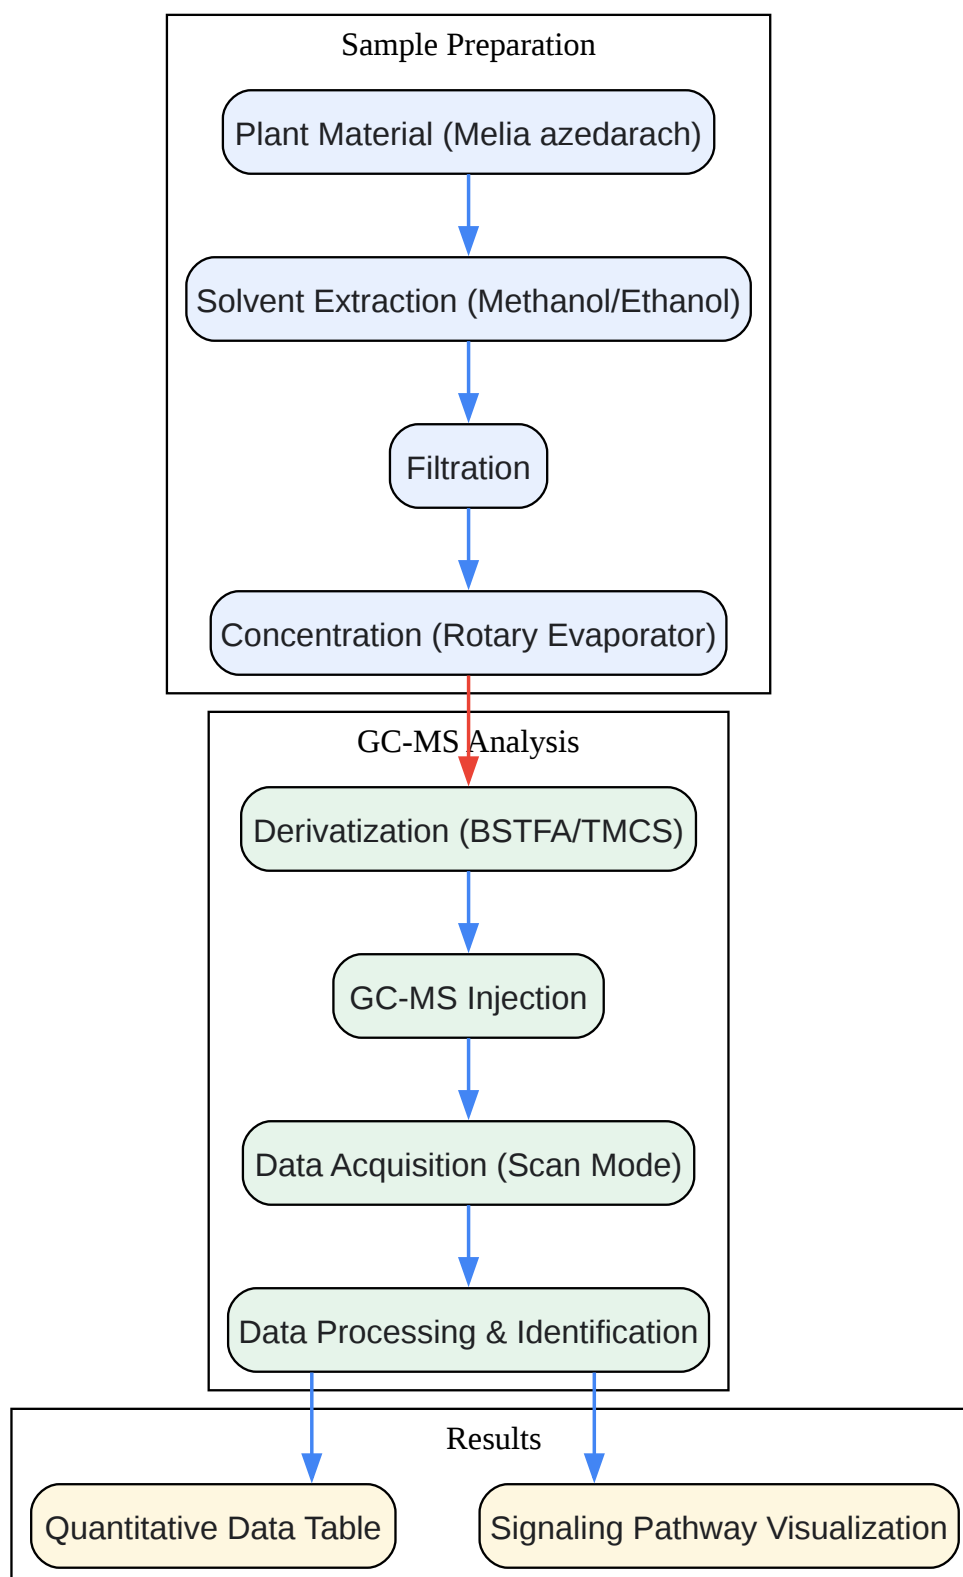 Sample Preparation
Plant Material (Melia azedarach)
Solvent Extraction (Methanol/Ethanol)
Filtration
Concentration (Rotary Evaporator)
GC-MS Analysis
Derivatization (BSTFA/TMCS)
GC-MS Injection
Data Acquisition (Scan Mode)
Data Processing & Identification
Results
Quantitative Data Table
Signaling Pathway Visualization